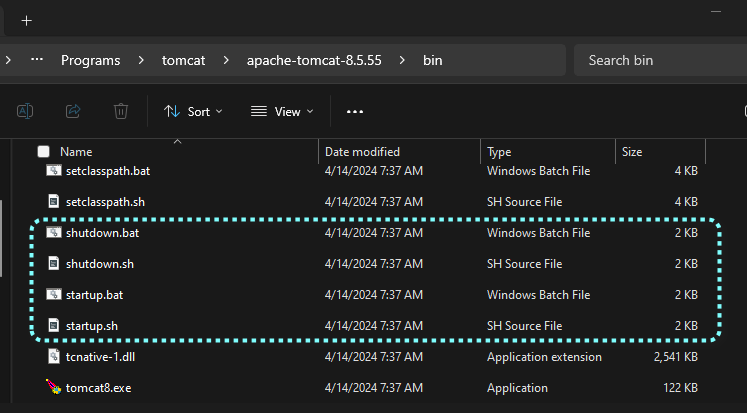 Programs tomcat apache-tomcat-8.5.55 bin Search bin
Sort View
Name Date modified Type Size
setclasspath.bat 4/14/2024 7:37 AM Windows Batch File 4 KB
setclasspath.sh 4/14/2024 7:37 AM SH Source File 4 KB
shutdown.bat 4/14/2024 7:37 AM Windows Batch File 2 KB
shutdown.sh 4/14/2024 7:37 AM SH Source File 2 KB
startup.bat 4/14/2024 7:37 AM Windows Batch File 2 KB
startup.sh 4/14/2024 7:37 AM SH Source File 2 KB
tcnative-1.dll 4/14/2024 7:37 AM Application extension 2,541 KB
tomcat8.exe 4/14/2024 7:37 AM Application 122 KB